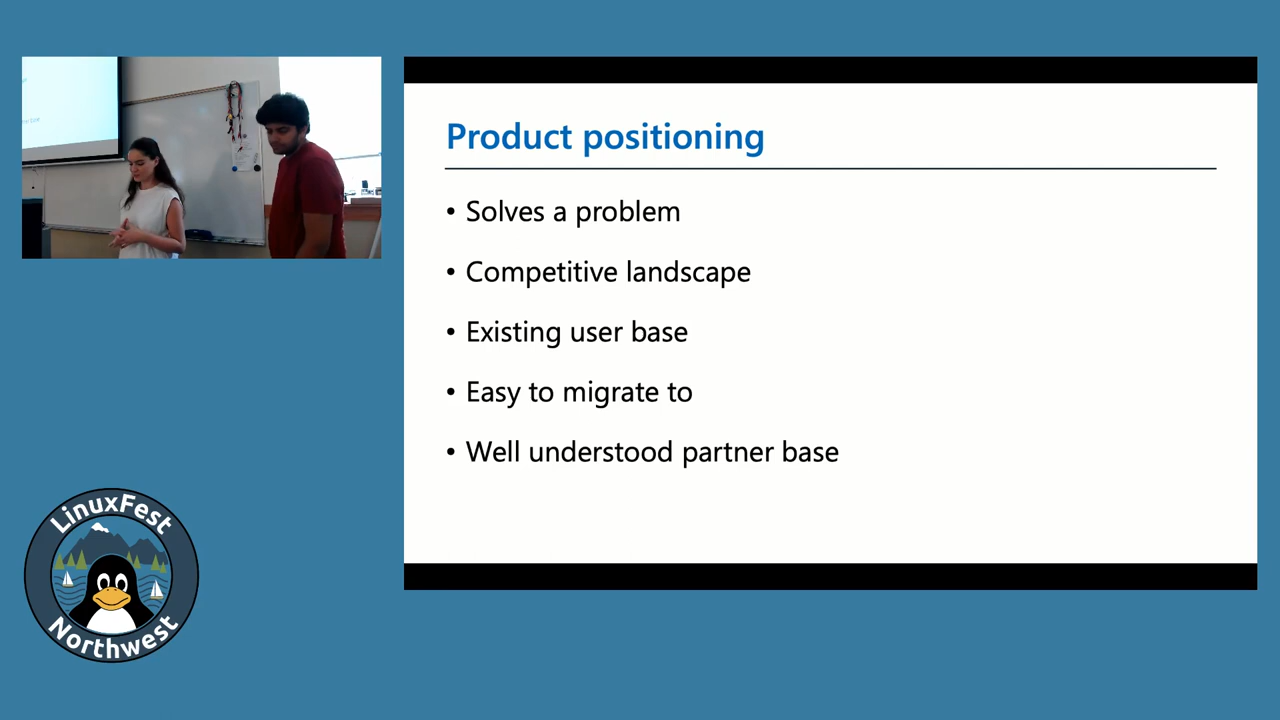 Product positioning
• Solves a problem
• Competitive landscape
• Existing user base
• Easy to migrate to
• Well understood partner base
LinuxFest
Northwest